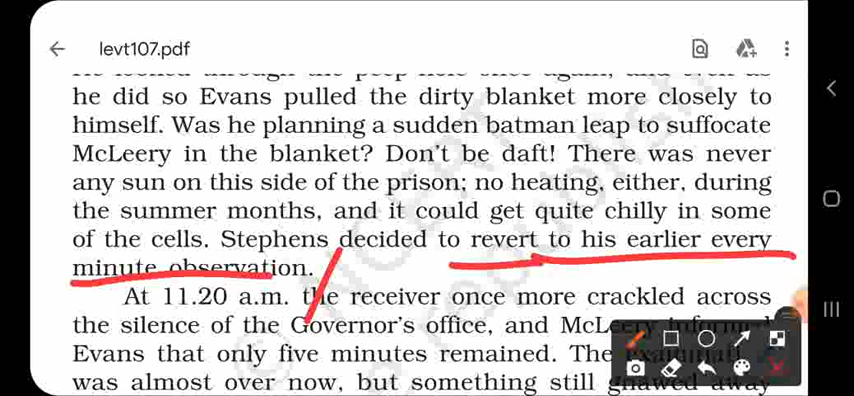 levt107.pdf
he did so Evans pulled the dirty blanket more closely to
himself. Was he planning a sudden batman leap to suffocate
McLeery in the blanket? Don't be daft! There was never
any sun on this side of the prison; no heating, either, during
the summer months, and it could get quite chilly in some
of the cells. Stephens decided to revert to his earlier every
minute observation.
At 11.20 a.m. the receiver once more crackled across
the silence of the Governor's office, and McLeery informed
Evans that only five minutes remained. The
was almost over now, but something still gnawed away